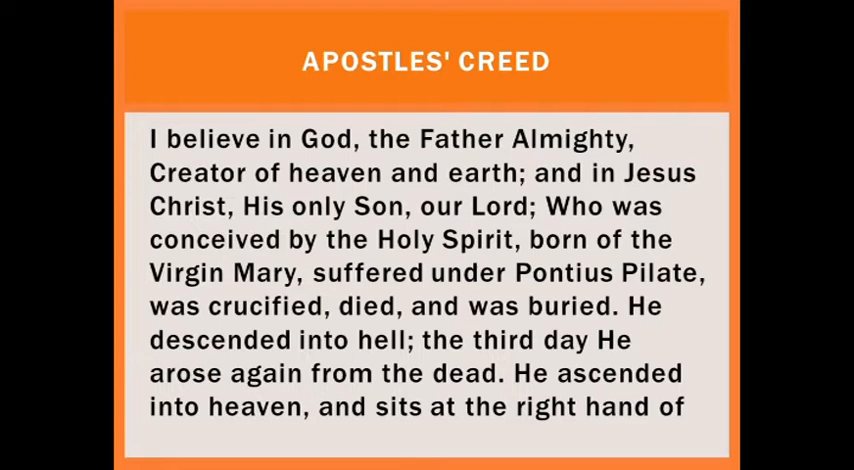 APOSTLES' CREED
I believe in God, the Father Almighty,
Creator of heaven and earth; and in Jesus
Christ, His only Son, our Lord; Who was
conceived by the Holy Spirit, born of the
Virgin Mary, suffered under Pontius Pilate,
was crucified, died, and was buried. He
descended into hell; the third day He
arose again from the dead. He ascended
into heaven, and sits at the right hand of